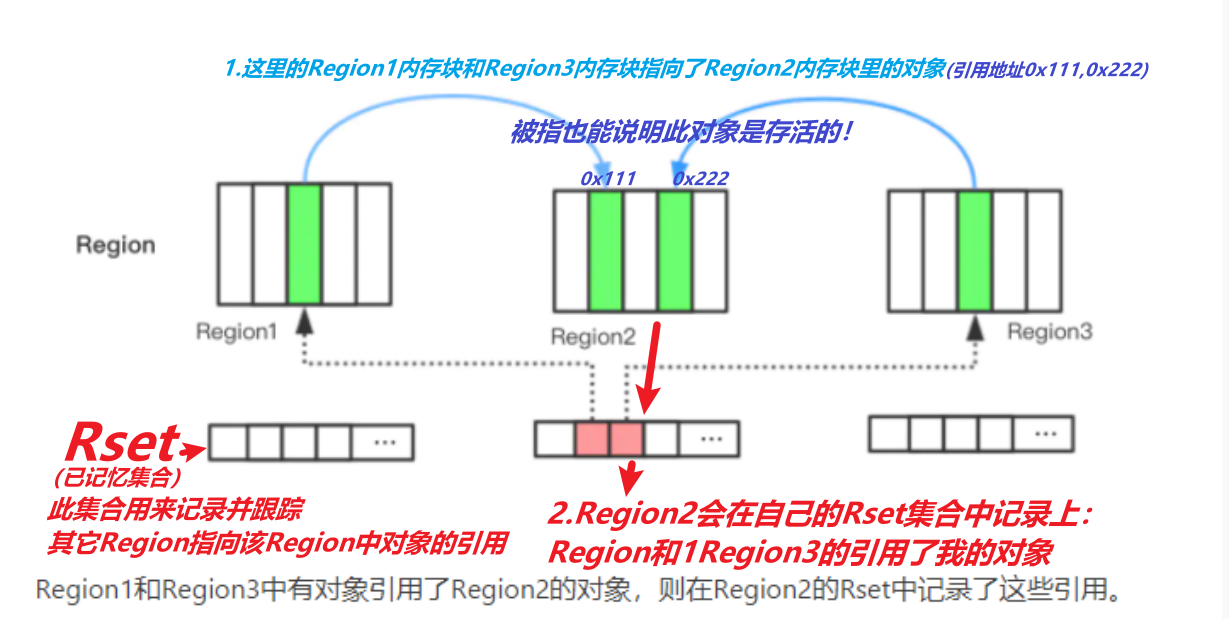 1.这里的Region1内存块和Region3内存块指向了Region2内存块里的对象(引用地址0x111,0x222)
被指也能说明此对象是存活的！
0x111 0x222
Region
Region1
Region2
Region3
...
...
...
Rset
(已记忆集合)
此集合用来记录并跟踪
其它Region指向该Region中对象的引用
2.Region2会在自己的Rset集合中记录上：
Region和1Region3的引用了我的对象
Region1和Region3中有对象引用了Region2的对象，则在Region2的Rset中记录了这些引用。